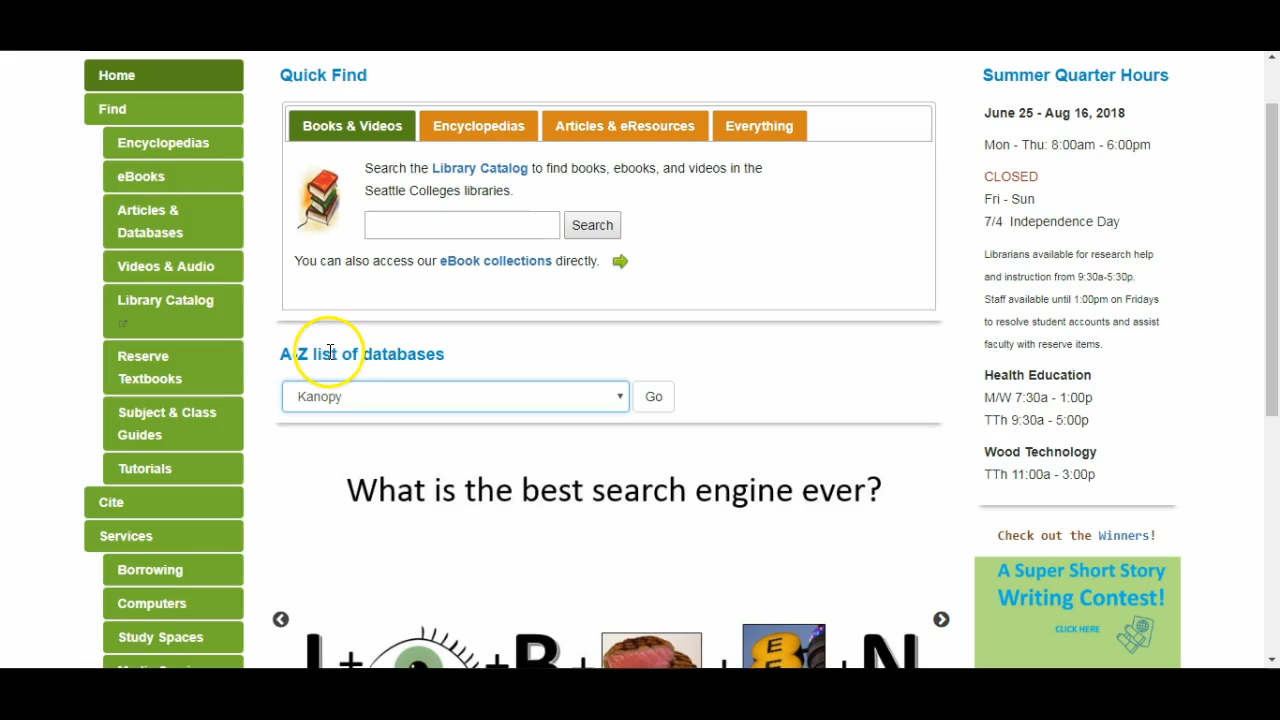 Home
Find
Encyclopedias
eBooks
Articles &
Databases
Videos & Audio
Library Catalog
Reserve
Textbooks
Subject & Class
Guides
Tutorials
Cite
Services
Borrowing
Computers
Study Spaces
Quick Find
Books & Videos
Encyclopedias
Articles & eResources
Everything
Search the Library Catalog to find books, ebooks, and videos in the
Seattle Colleges libraries.
Search
You can also access our eBook collections directly.
A-Z list of databases
Kanopy
Go
What is the best search engine ever?
+ + B + + N
E
E
Summer Quarter Hours
June 25 - Aug 16, 2018
Mon - Thu: 8:00am - 6:00pm
CLOSED
Fri - Sun
7/4 Independence Day
Librarians available for research help
and instruction from 9:30a-5:30p.
Staff available until 1:00pm on Fridays
to resolve student accounts and assist
faculty with reserve items.
Health Education
M/W 7:30a - 1:00p
TTh 9:30a - 5:00p
Wood Technology
TTh 11:00a - 3:00p
Check out the Winners!
A Super Short Story
Writing Contest!
CLICK HERE